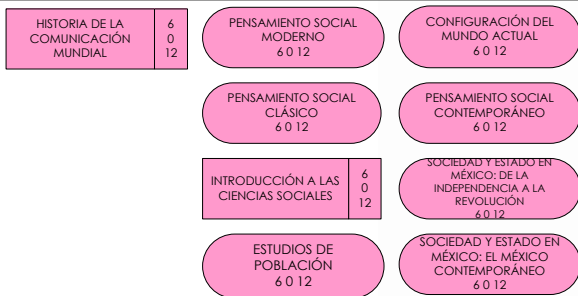 HISTORIA DE LA
COMUNICACIÓN
MUNDIAL
6
0
12
PENSAMIENTO SOCIAL
MODERNO
6 0 12
CONFIGURACIÓN DEL
MUNDO ACTUAL
6 0 12
PENSAMIENTO SOCIAL
CLÁSICO
6 0 12
PENSAMIENTO SOCIAL
CONTEMPORÁNEO
6 0 12
INTRODUCCIÓN A LAS
CIENCIAS SOCIALES
6
0
12
SOCIEDAD Y ESTADO EN
MÉXICO: DE LA
INDEPENDENCIA A LA
REVOLUCIÓN
6 0 12
ESTUDIOS DE
POBLACIÓN
6 0 12
SOCIEDAD Y ESTADO EN
MÉXICO: EL MÉXICO
CONTEMPORÁNEO
6 0 12